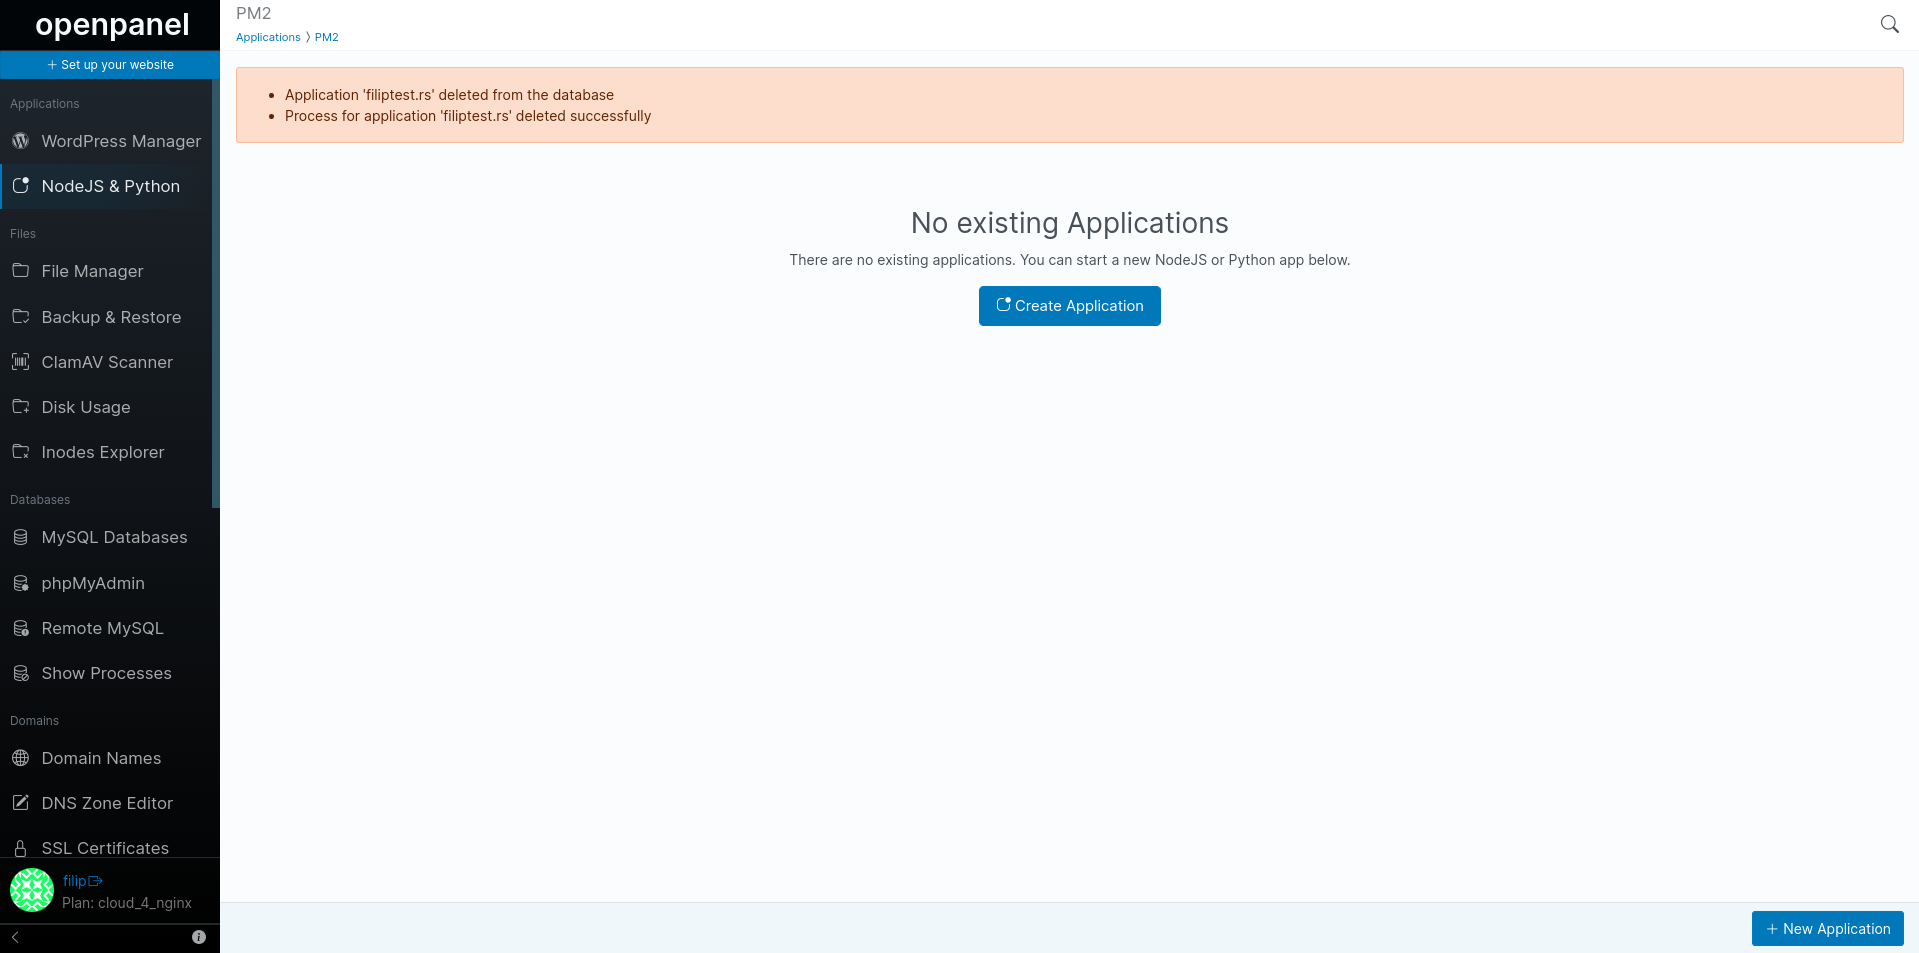 openpanel
+ Set up your website
Applications
WordPress Manager
NodeJS & Python
Files
File Manager
Backup & Restore
ClamAV Scanner
Disk Usage
Inodes Explorer
Databases
MySQL Databases
phpMyAdmin
Remote MySQL
Show Processes
Domains
Domain Names
DNS Zone Editor
SSL Certificates
filip
Plan: cloud_4_nginx
PM2
Applications 〉 PM2
• Application 'filiptest.rs' deleted from the database
• Process for application 'filiptest.rs' deleted successfully
No existing Applications
There are no existing applications. You can start a new NodeJS or Python app below.
Create Application
+ New Application